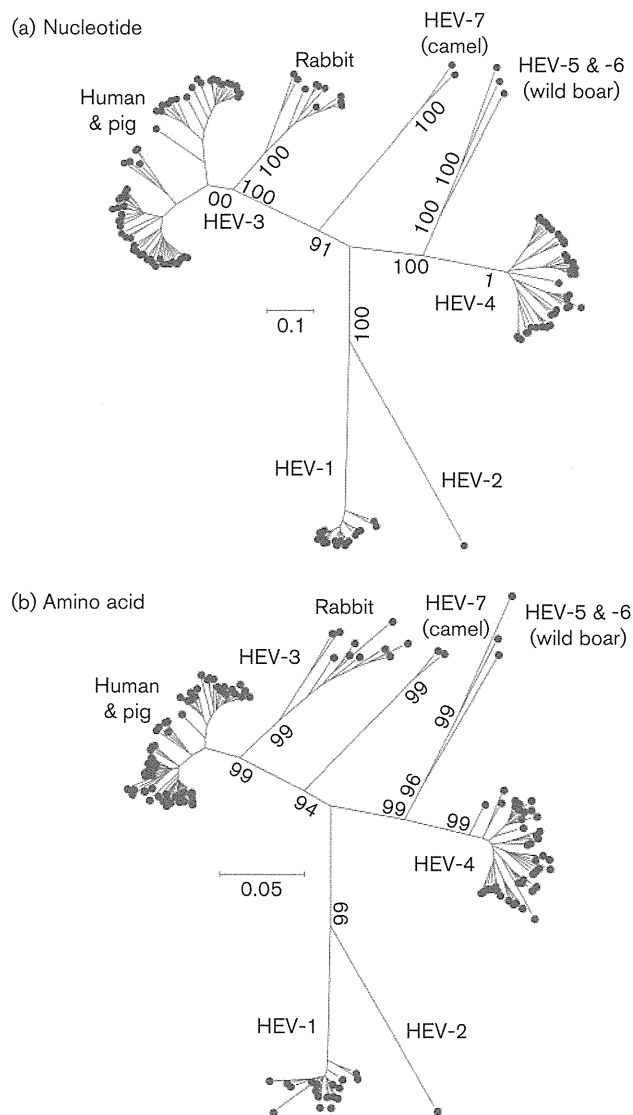 (a) Nucleotide
HEV-7
(camel)
HEV-5 & -6
(wild boar)
Rabbit
Human
& pig
100
100
100
100
100
00
HEV-3
91
100
1
HEV-4
0.1
100
HEV-1
HEV-2
(b) Amino acid
Rabbit
HEV-7
(camel)
HEV-5 & -6
(wild boar)
HEV-3
Human
& pig
99
99
99
99
94
96
99
99
HEV-4
0.05
99
HEV-1
HEV-2